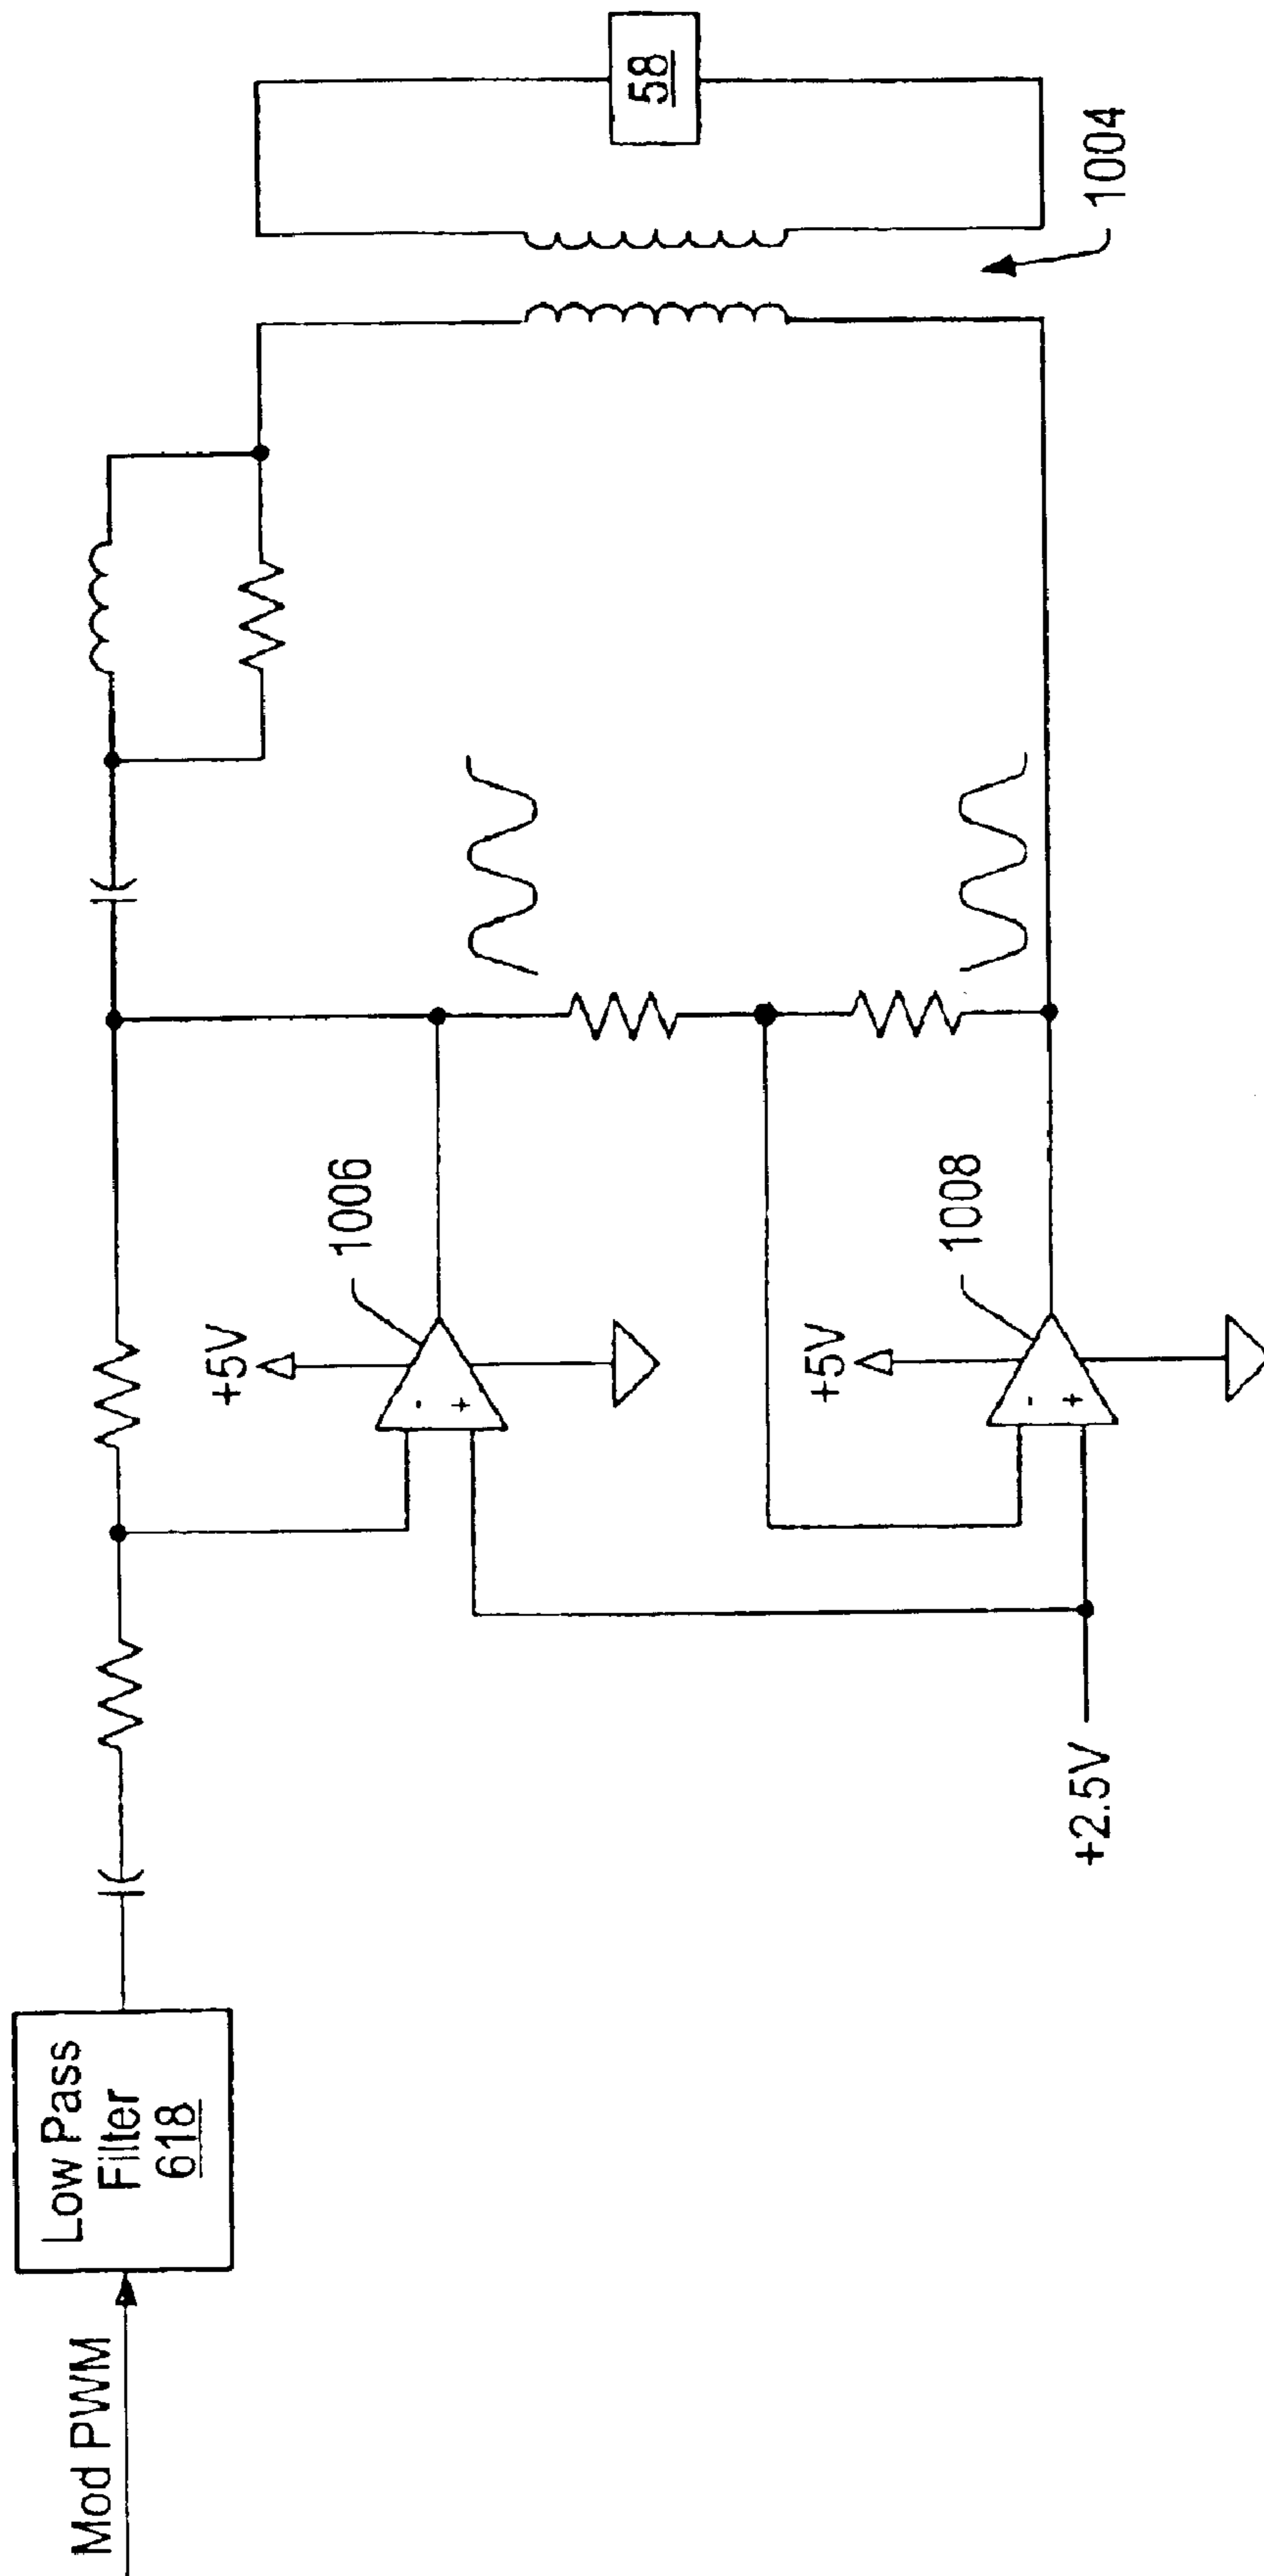 Mod PWM
Low Pass
Filter
618
+5V
1006
-
+
+5V
1008
-
+
+2.5V
58
1004